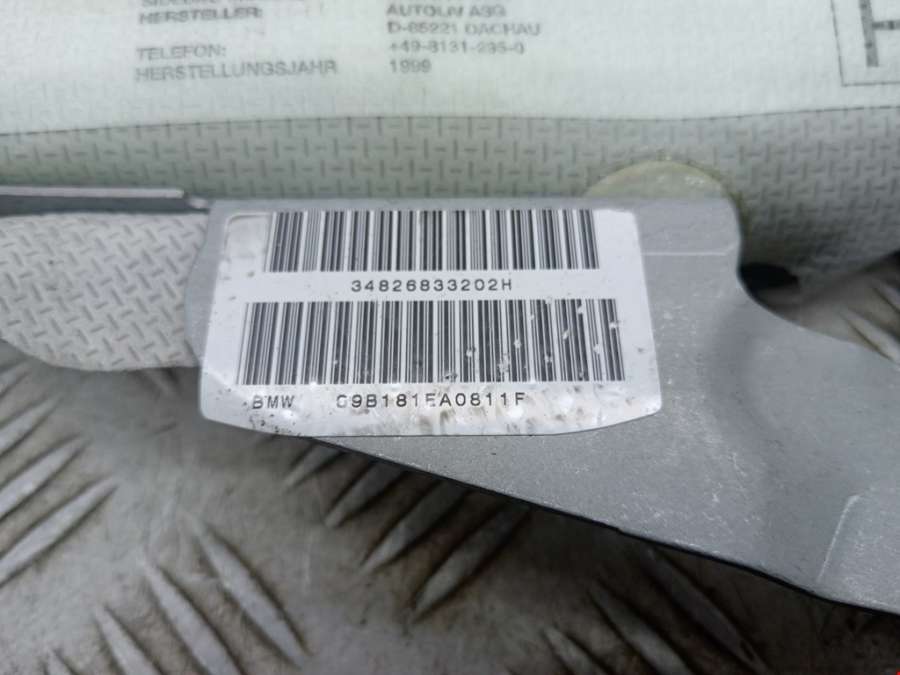 HERSTELLER: AUTOLIV ASG
D-85221 DACHAU
TELEFON: +49-8131-295-0
HERSTELLUNGSJAHR 1999
34826833202H
BMW 09B181EA0811F